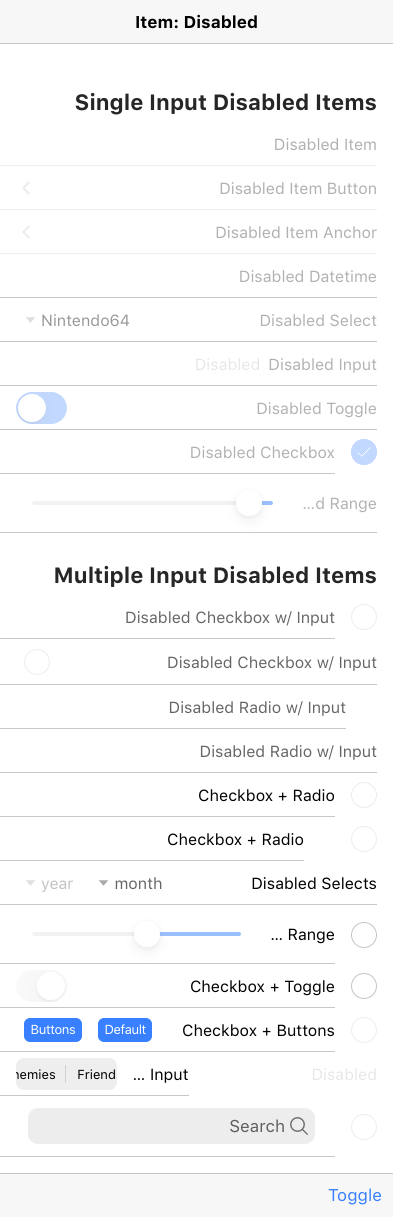 Item: Disabled
Single Input Disabled Items
Disabled Item
Disabled Item Button
Disabled Item Anchor
Disabled Datetime
Disabled Select Nintendo64
Disabled Input Disabled
Disabled Toggle
Disabled Checkbox
...d Range
Multiple Input Disabled Items
Disabled Checkbox w/ Input
Disabled Checkbox w/ Input
Disabled Radio w/ Input
Disabled Radio w/ Input
Checkbox + Radio
Checkbox + Radio
Disabled Selects month year
... Range
Checkbox + Toggle
Checkbox + Buttons Default Buttons
Disabled ... Input Friend nemies
Search
Toggle